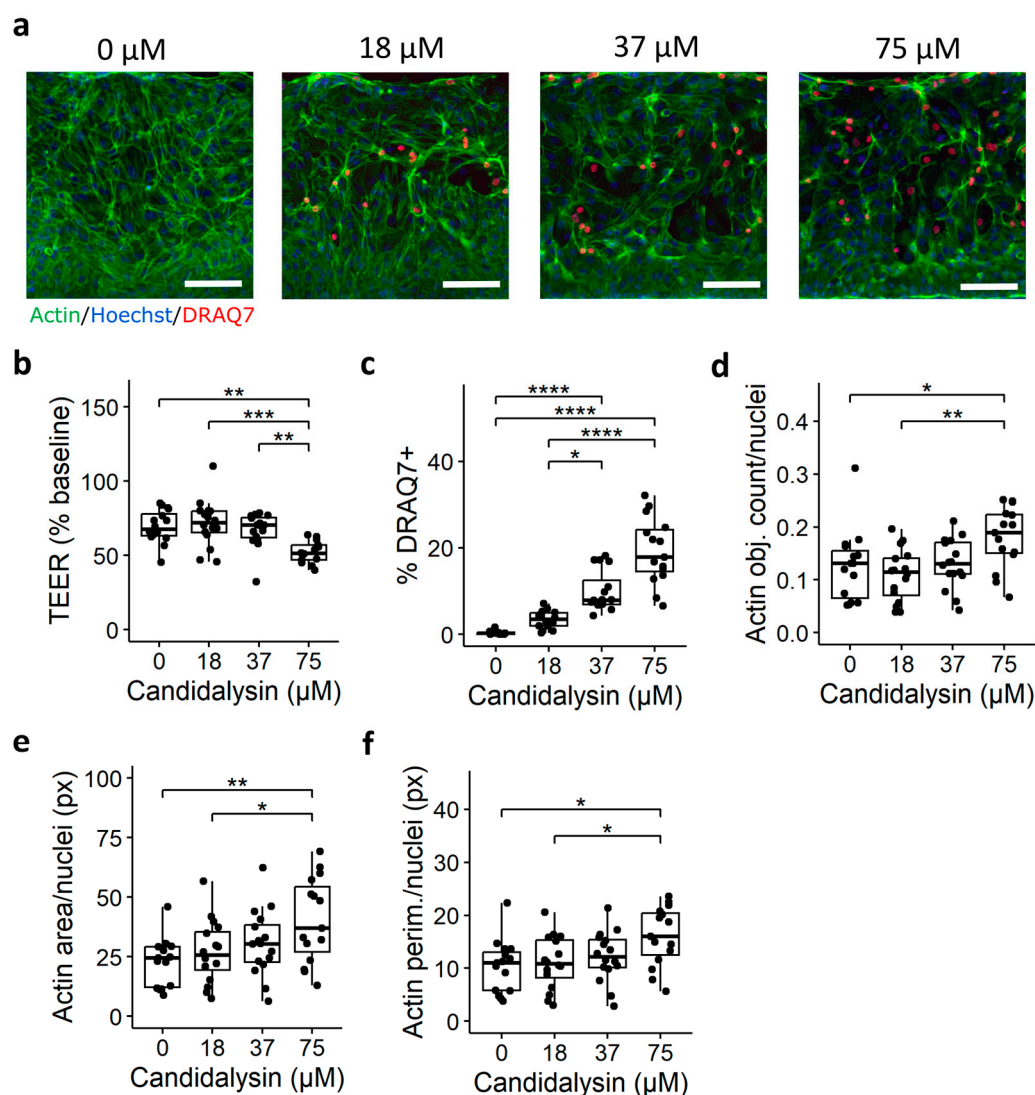 a
0 µM
18 µM
37 µM
75 µM
Actin/Hoechst/DRAQ7
b
TEER (% baseline)
150
100
50
0
**
***
**
0 18 37 75
Candidalysin (µM)
c
% DRAQ7+
40
20
0
****
****
****
*
0 18 37 75
Candidalysin (µM)
d
Actin obj. count/nuclei
0.4
0.3
0.2
0.1
0.0
*
**
0 18 37 75
Candidalysin (µM)
e
Actin area/nuclei (px)
100
75
50
25
0
**
*
0 18 37 75
Candidalysin (µM)
f
Actin perim./nuclei (px)
40
30
20
10
0
*
*
0 18 37 75
Candidalysin (µM)